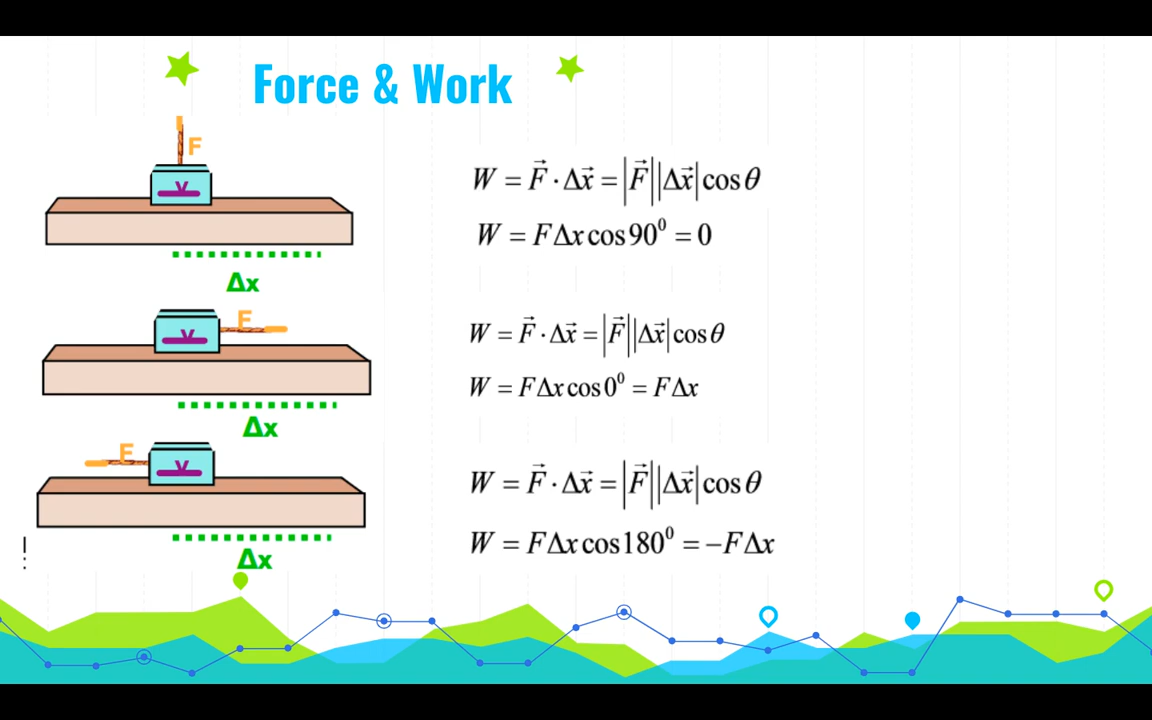 Force & Work
F
v
Δx
W = F⃗ · Δx⃗ = |F⃗||Δx⃗| cos θ
W = FΔx cos 90⁰ = 0
F
v
Δx
W = F⃗ · Δx⃗ = |F⃗||Δx⃗| cos θ
W = FΔx cos 0⁰ = FΔx
F
v
Δx
W = F⃗ · Δx⃗ = |F⃗||Δx⃗| cos θ
W = FΔx cos 180⁰ = −FΔx